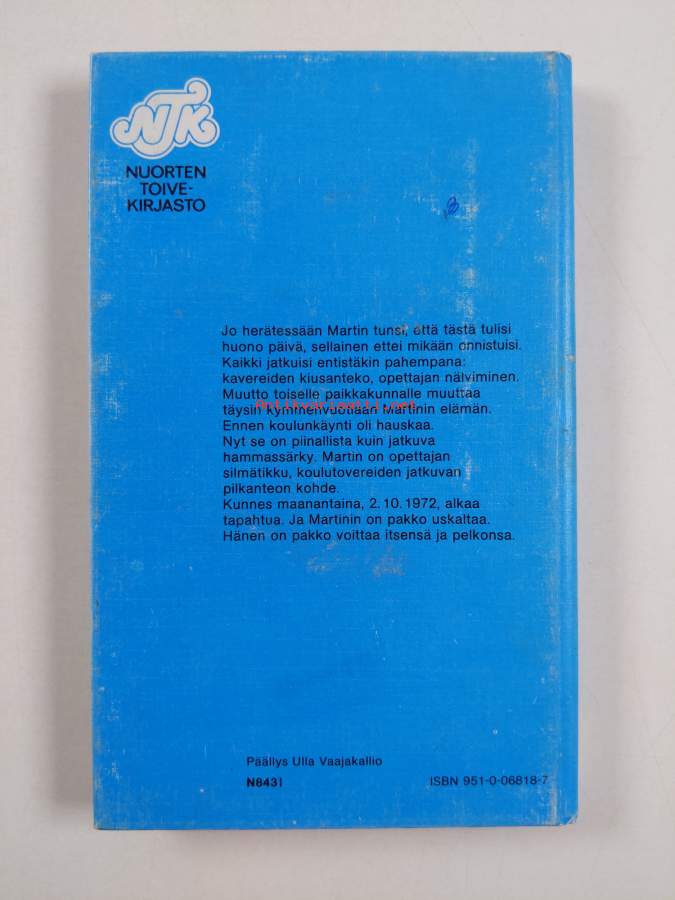 NTK
NUORTEN
TOIVE-
KIRJASTO
Jo herätessään Martin tunsi, että tästä tulisi
huono päivä, sellainen ettei mikään onnistuisi.
Kaikki jatkuisi entistäkin pahempana:
kavereiden kiusanteko, opettajan nälviminen.
Muutto toiselle paikkakunnalle muuttaa
Antikvariaatti.net
täysin kymmenvuotiaan Martinin elämän.
Ennen koulunkäynti oli hauskaa.
Nyt se on piinallista kuin jatkuva
hammassärky. Martin on opettajan
silmätikku, koulutovereiden jatkuvan
pilkanteon kohde.
Kunnes maanantaina, 2.10.1972, alkaa
tapahtua. Ja Martinin on pakko uskaltaa.
Hänen on pakko voittaa itsensä ja pelkonsa.
Päällys Ulla Vaajakallio
N8431 ISBN 951-0-06818-7